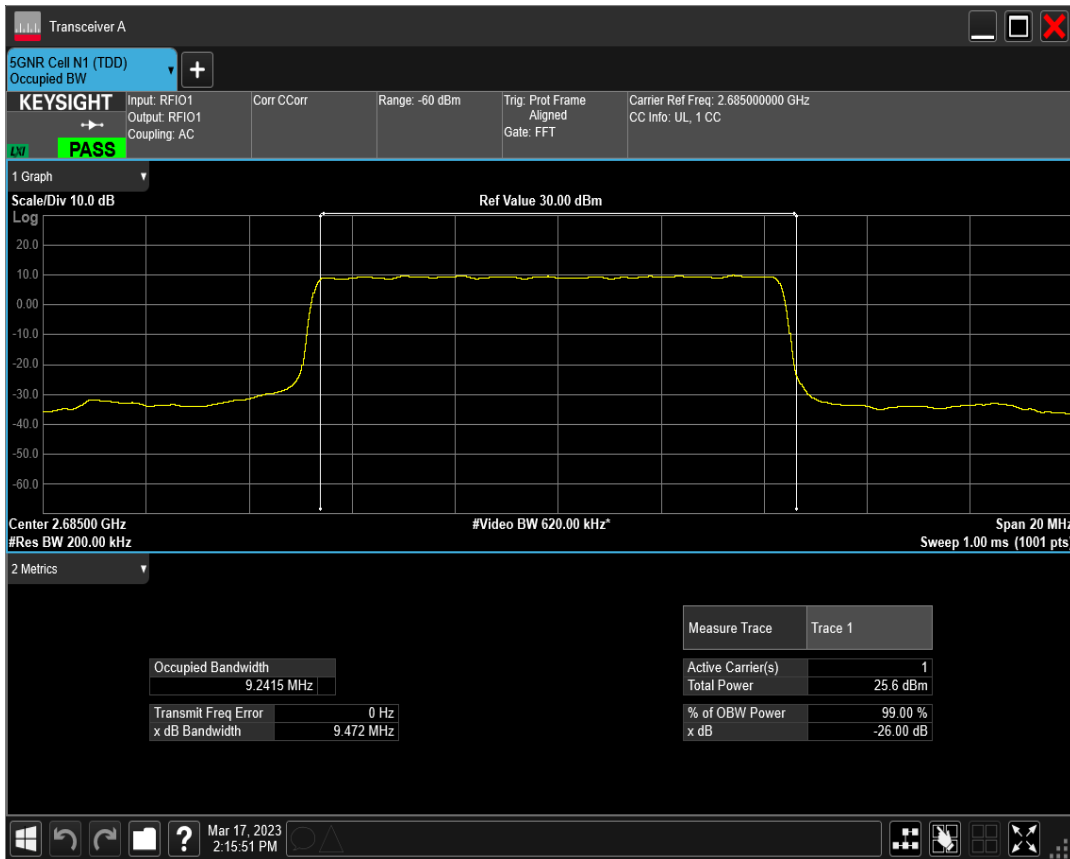 Transceiver A
5GNR Cell N1 (TDD)
Occupied BW
+
KEYSIGHT
LXI
PASS
Input: RFIO1
Output: RFIO1
Coupling: AC
Corr CCorr
Range: -60 dBm
Trig: Prot Frame
Aligned
Gate: FFT
Carrier Ref Freq: 2.685000000 GHz
CC Info: UL, 1 CC
1 Graph
Scale/Div 10.0 dB
Ref Value 30.00 dBm
Log
20.0
10.0
0.00
-10.0
-20.0
-30.0
-40.0
-50.0
-60.0
Center 2.68500 GHz
#Video BW 620.00 kHz*
Span 20 MHz
#Res BW 200.00 kHz
Sweep 1.00 ms (1001 pts)
2 Metrics
Measure Trace Trace 1
Occupied Bandwidth
9.2415 MHz
Transmit Freq Error 0 Hz
x dB Bandwidth 9.472 MHz
Active Carrier(s) 1
Total Power 25.6 dBm
% of OBW Power 99.00 %
x dB -26.00 dB
?
Mar 17, 2023
2:15:51 PM